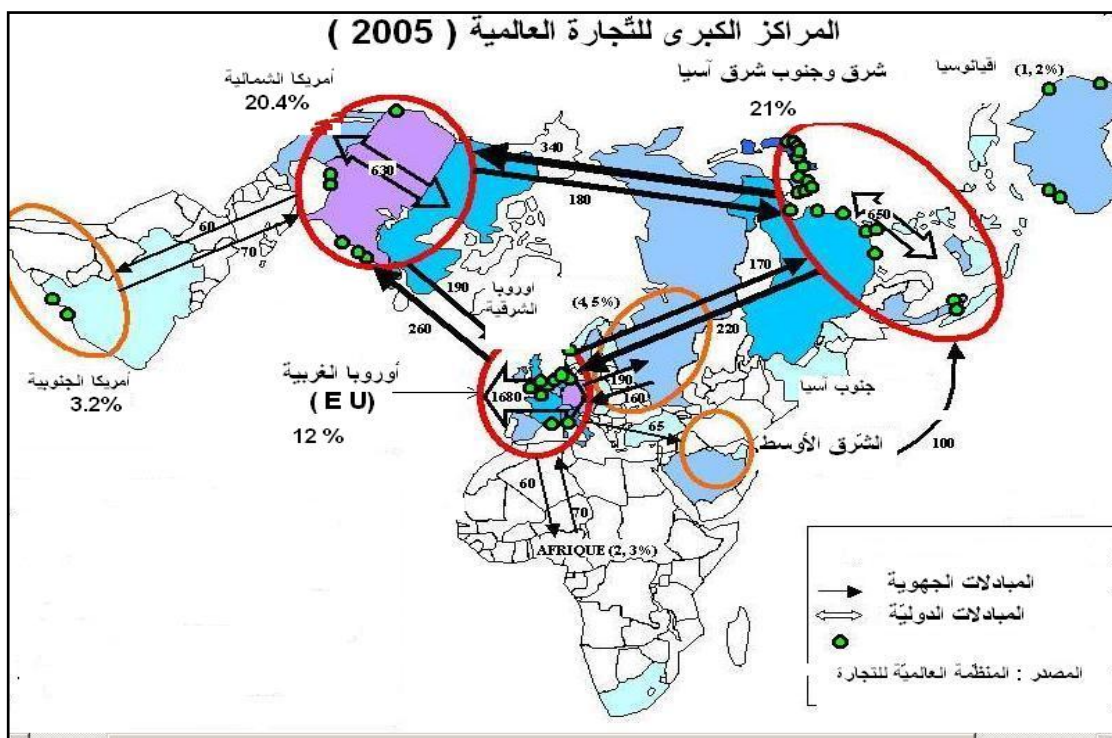 المراكز الكبرى للتّجارة العالمية ( 2005 )
أمريكا الشمالية
20.4%
شرق وجنوب شرق آسيا
21%
اقيانوسيا
(1, 2%)
340
180
630
650
60
70
190
260
اوروبا
الشرقية
(4, 5%)
170
220
أمريكا الجنوبية
3.2%
أوروبا الغربية
( E U )
12 %
1680
190
160
65
جنوب آسيا
الشّرق الأوسط
100
60
70
AFRIQUE (2, 3%)
المبادلات الجهوية
المبادلات الدوليّة
المصدر : المنظّمة العالميّة للتجارة